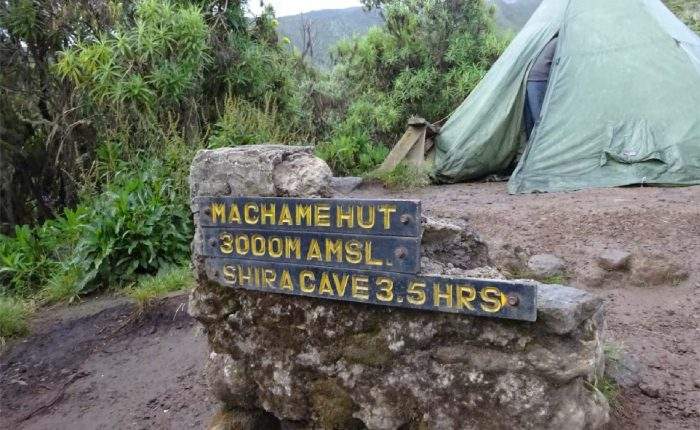 MACHAME HUT
3000M AMSL.
SHIRA CAVE 3.5 HRS